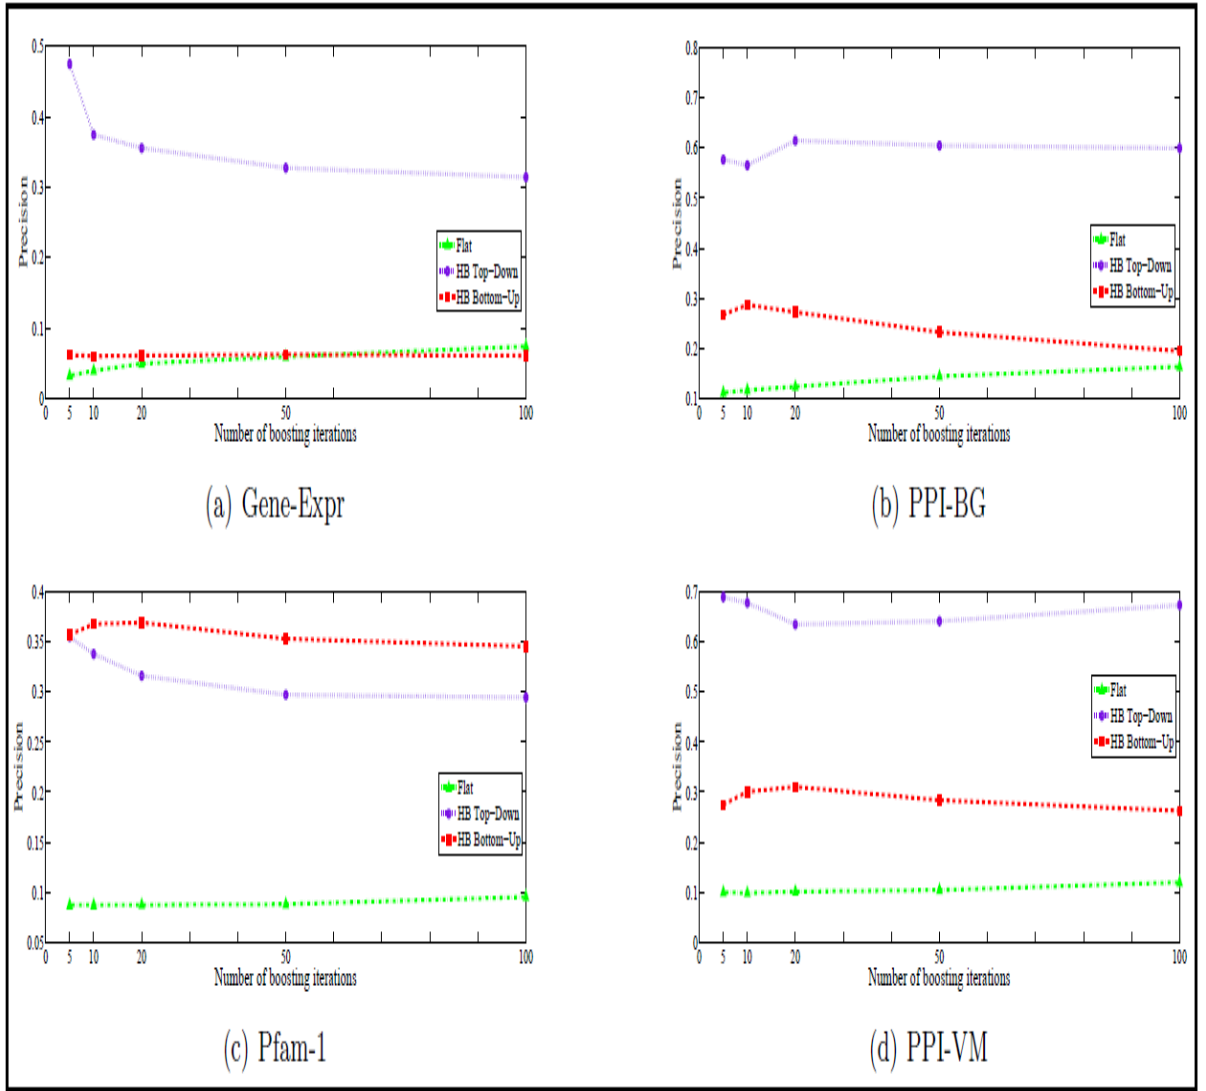 0.5
0.4
0.3
0.2
0.1
0
Precision
Flat
HB Top-Down
HB Bottom-Up
0 5 10 20 50 100
Number of boosting iterations
(a) Gene-Expr
0.8
0.7
0.6
0.5
0.4
0.3
0.2
0.1
Precision
Flat
HB Top-Down
HB Bottom-Up
0 5 10 20 50 100
Number of boosting iterations
(b) PPI-BG
0.4
0.35
0.3
0.25
0.2
0.15
0.1
0.05
Precision
Flat
HB Top-Down
HB Bottom-Up
0 5 10 20 50 100
Number of boosting iterations
(c) Pfam-1
0.7
0.6
0.5
0.4
0.3
0.2
0.1
0
Precision
Flat
HB Top-Down
HB Bottom-Up
0 5 10 20 50 100
Number of boosting iterations
(d) PPI-VM